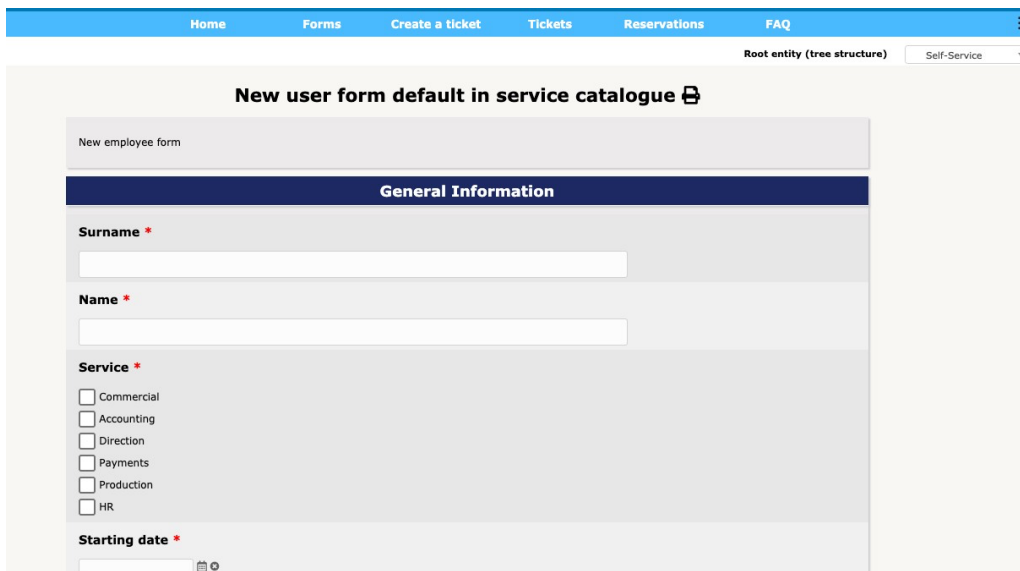 Home Forms Create a ticket Tickets Reservations FAQ
Root entity (tree structure) Self-Service
New user form default in service catalogue
New employee form
General Information
Surname *
Name *
Service *
Commercial
Accounting
Direction
Payments
Production
HR
Starting date *